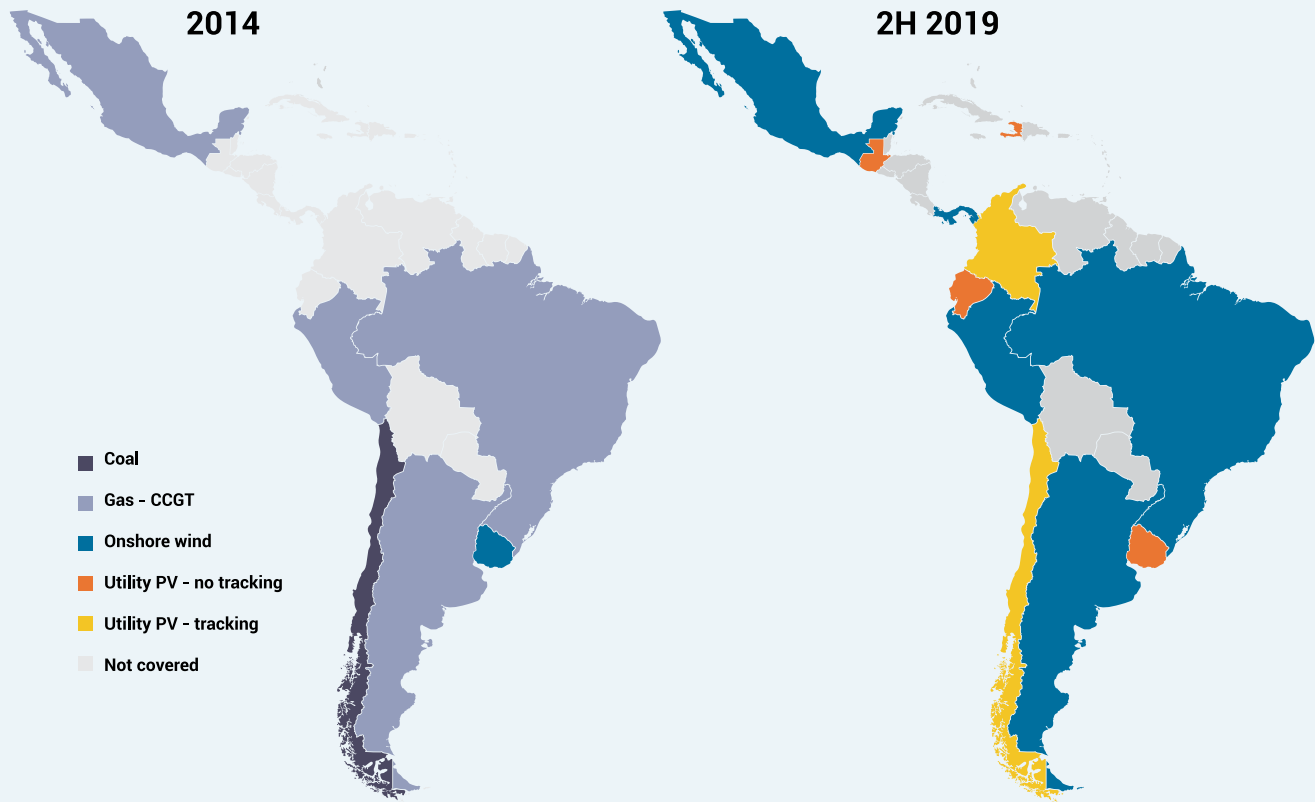 2014
2H 2019
Coal
Gas - CCGT
Onshore wind
Utility PV - no tracking
Utility PV - tracking
Not covered